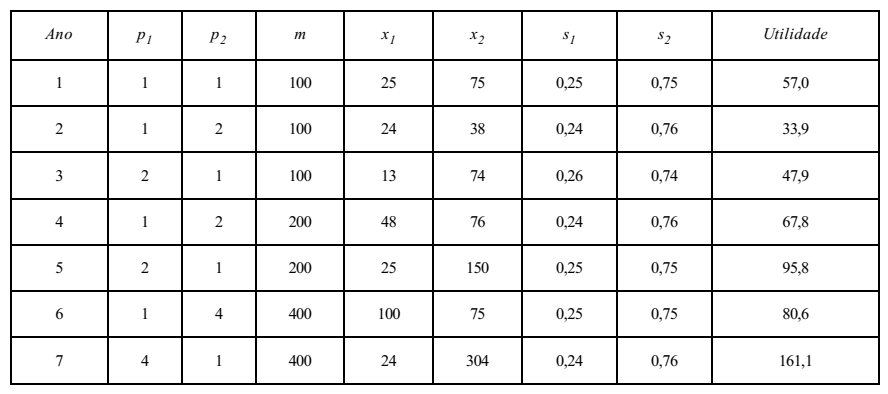 Ano p1 p2 m x1 x2 s1 s2 Utilidade
1 1 1 100 25 75 0,25 0,75 57,0
2 1 2 100 24 38 0,24 0,76 33,9
3 2 1 100 13 74 0,26 0,74 47,9
4 1 2 200 48 76 0,24 0,76 67,8
5 2 1 200 25 150 0,25 0,75 95,8
6 1 4 400 100 75 0,25 0,75 80,6
7 4 1 400 24 304 0,24 0,76 161,1